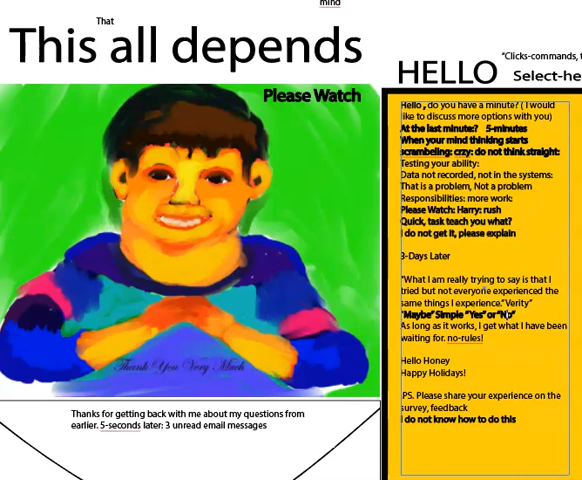 mind
That
This all depends
Please Watch
Thank You Very Much
Thanks for getting back with me about my questions from
earlier. 5-seconds later: 3 unread email messages
"Clicks-commands,
HELLO
Select-he
Hello , do you have a minute? ( I would
like to discuss more options with you)
At the last minute? 5-minutes
When your mind thinking starts
scrambeling: crzy: do not think straight:
Testing your ability:
Data not recorded, not in the systems:
That is a problem, Not a problem
Responsibilities: more work:
Please Watch: Harry: rush
Quick, task teach you what?
I do not get it, please explain
3-Days Later
"What I am really trying to say is that I
tried but not everyone experienced the
same things I experience."Verity"
"Maybe" Simple "Yes" or "No"
As long as it works, I get what I have been
waiting for. no-rules!
Hello Honey
Happy Holidays!
PS. Please share your experience on the
survey, feedback
I do not know how to do this